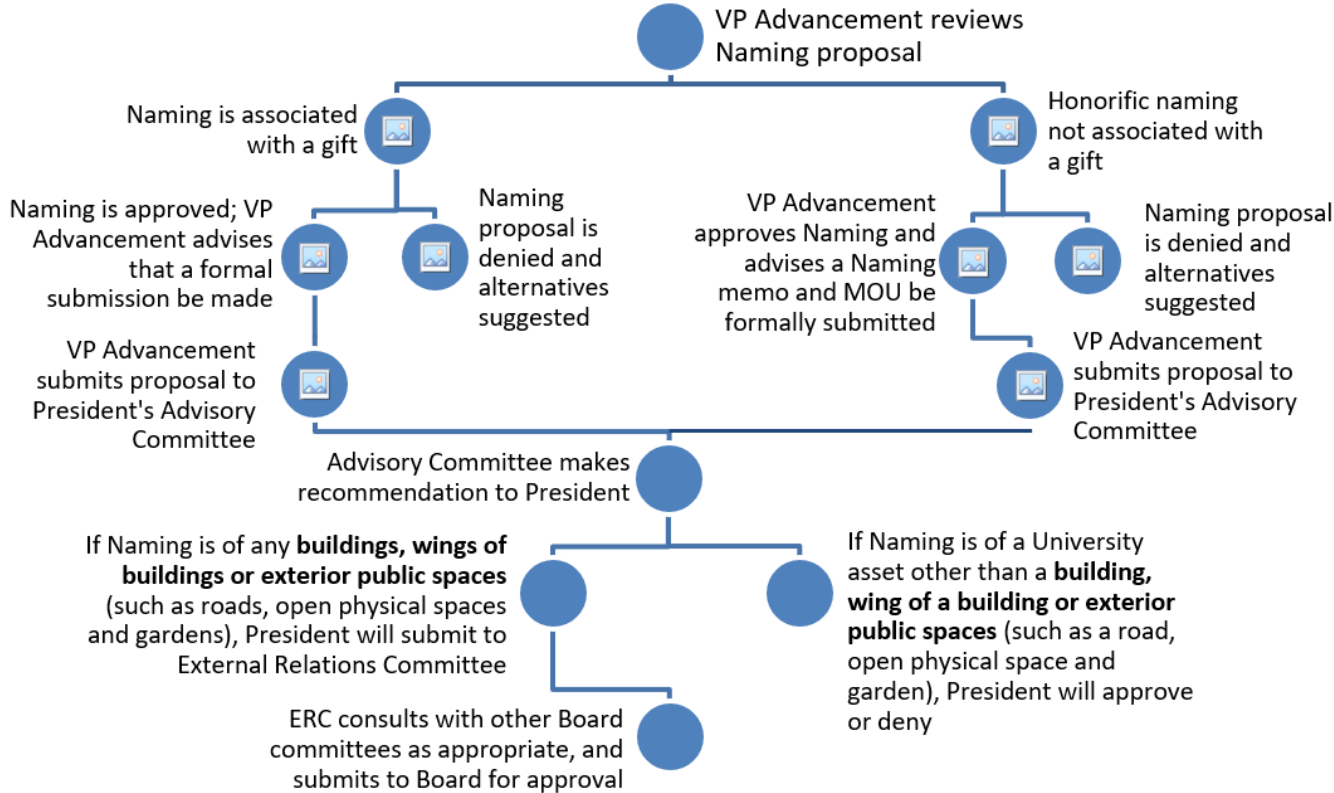 VP Advancement reviews
Naming proposal
Naming is associated
with a gift
Honorific naming
not associated with
a gift
Naming is approved; VP
Advancement advises
that a formal
submission be made
Naming
proposal is
denied and
alternatives
suggested
VP Advancement
approves Naming and
advises a Naming
memo and MOU be
formally submitted
Naming proposal
is denied and
alternatives
suggested
VP Advancement
submits proposal to
President's Advisory
Committee
VP Advancement
submits proposal to
President's Advisory
Committee
Advisory Committee makes
recommendation to President
If Naming is of any buildings, wings of
buildings or exterior public spaces
(such as roads, open physical spaces
and gardens), President will submit to
External Relations Committee
If Naming is of a University
asset other than a building,
wing of a building or exterior
public spaces (such as a road,
open physical space and
garden), President will approve
or deny
ERC consults with other Board
committees as appropriate, and
submits to Board for approval